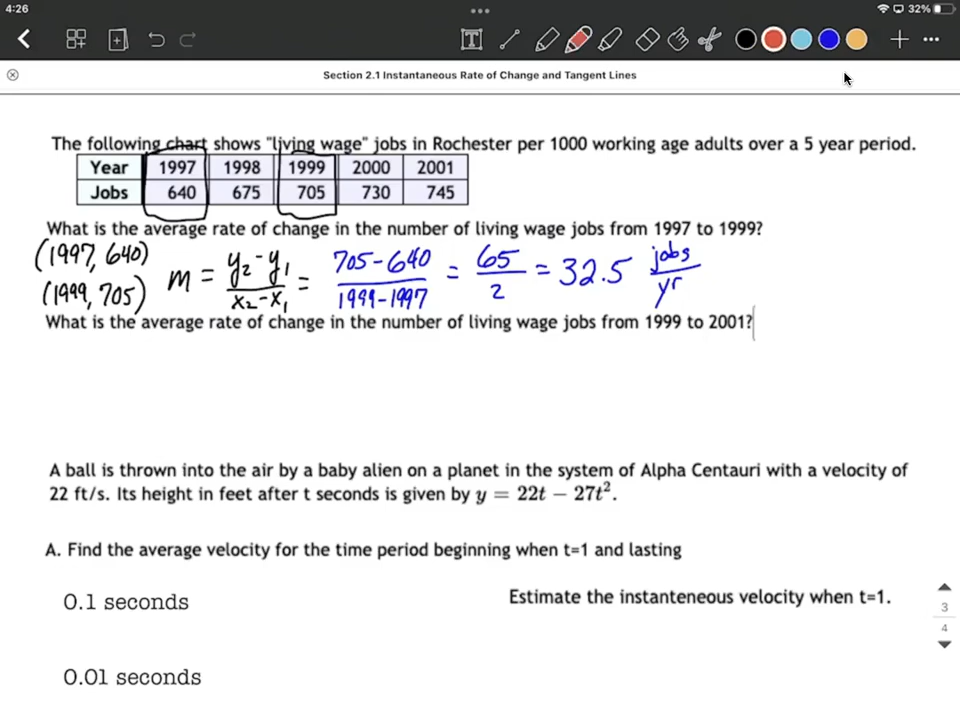 4:26
32%
Section 2.1 Instantaneous Rate of Change and Tangent Lines
The following chart shows "living wage" jobs in Rochester per 1000 working age adults over a 5 year period.
Year 1997 1998 1999 2000 2001
Jobs 640 675 705 730 745
What is the average rate of change in the number of living wage jobs from 1997 to 1999?
(1997, 640)
(1999, 705)
m = y₂-y₁ / x₂-x₁ = 705-640 / 1999-1997 = 65 / 2 = 32.5 jobs / yr
What is the average rate of change in the number of living wage jobs from 1999 to 2001?
A ball is thrown into the air by a baby alien on a planet in the system of Alpha Centauri with a velocity of
22 ft/s. Its height in feet after t seconds is given by y = 22t − 27t².
A. Find the average velocity for the time period beginning when t=1 and lasting
0.1 seconds
Estimate the instanteneous velocity when t=1.
0.01 seconds
3
4